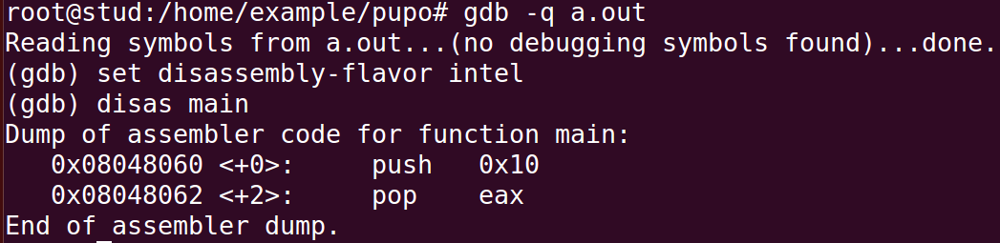 root@stud:/home/example/pupo# gdb -q a.out
Reading symbols from a.out...(no debugging symbols found)...done.
(gdb) set disassembly-flavor intel
(gdb) disas main
Dump of assembler code for function main:
   0x08048060 <+0>:     push   0x10
   0x08048062 <+2>:     pop    eax
End of assembler dump.